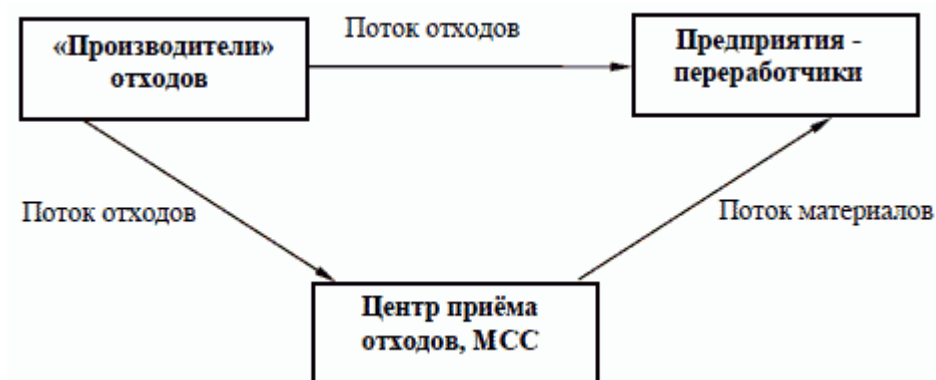 Поток отходов
«Производители»
отходов
Предприятия -
переработчики
Поток отходов
Поток материалов
Центр приёма
отходов, МСС